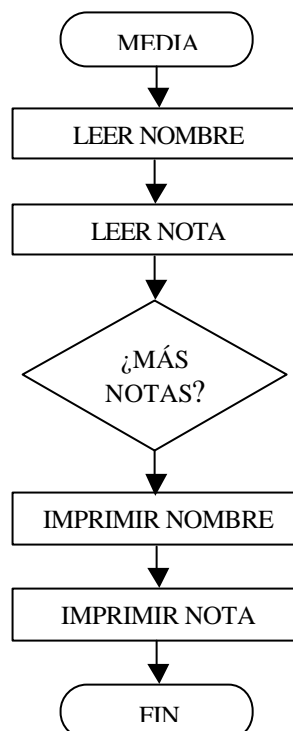 MEDIA
LEER NOMBRE
LEER NOTA
¿MÁS
NOTAS?
IMPRIMIR NOMBRE
IMPRIMIR NOTA
FIN